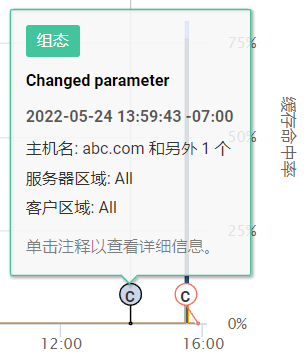 组态
Changed parameter
2022-05-24 13:59:43 -07:00
主机名: abc.com 和另外 1 个
服务器区域: All
客户区域: All
单击注释以查看详细信息。
75%
50%
25%
0%
缓存命中率
C
C
12:00
16:00